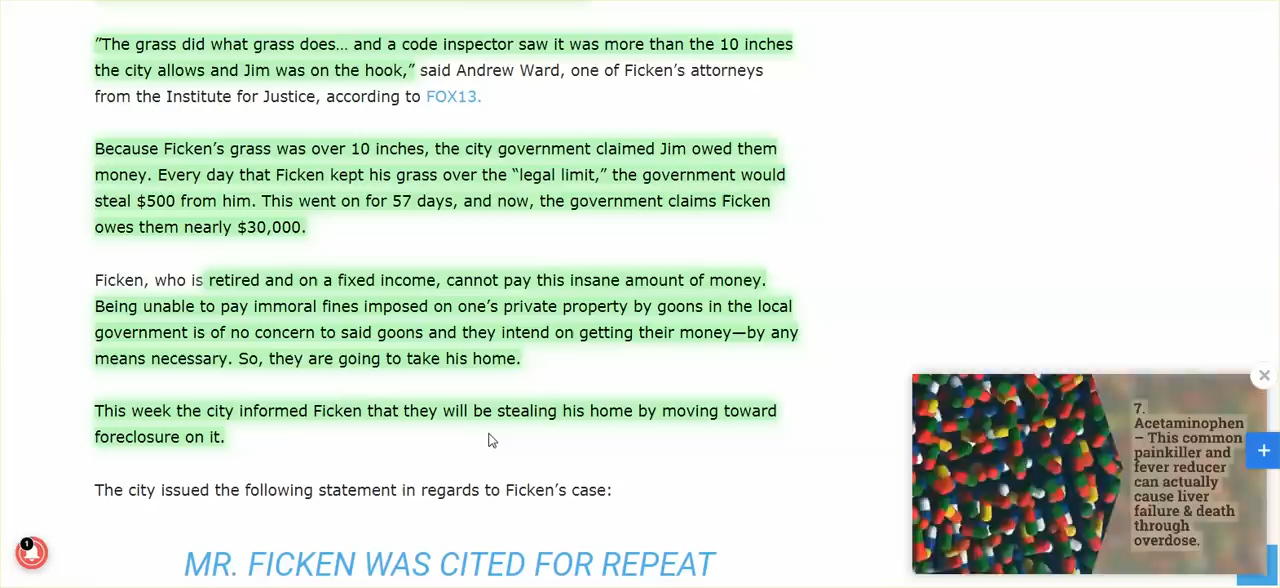 "The grass did what grass does... and a code inspector saw it was more than the 10 inches
the city allows and Jim was on the hook," said Andrew Ward, one of Ficken's attorneys
from the Institute for Justice, according to FOX13.
Because Ficken's grass was over 10 inches, the city government claimed Jim owed them
money. Every day that Ficken kept his grass over the "legal limit," the government would
steal $500 from him. This went on for 57 days, and now, the government claims Ficken
owes them nearly $30,000.
Ficken, who is retired and on a fixed income, cannot pay this insane amount of money.
Being unable to pay immoral fines imposed on one's private property by goons in the local
government is of no concern to said goons and they intend on getting their money—by any
means necessary. So, they are going to take his home.
This week the city informed Ficken that they will be stealing his home by moving toward
foreclosure on it.
The city issued the following statement in regards to Ficken's case:
MR. FICKEN WAS CITED FOR REPEAT
7.
Acetaminophen
– This common
painkiller and
fever reducer
can actually
cause liver
failure & death
through
overdose.
1